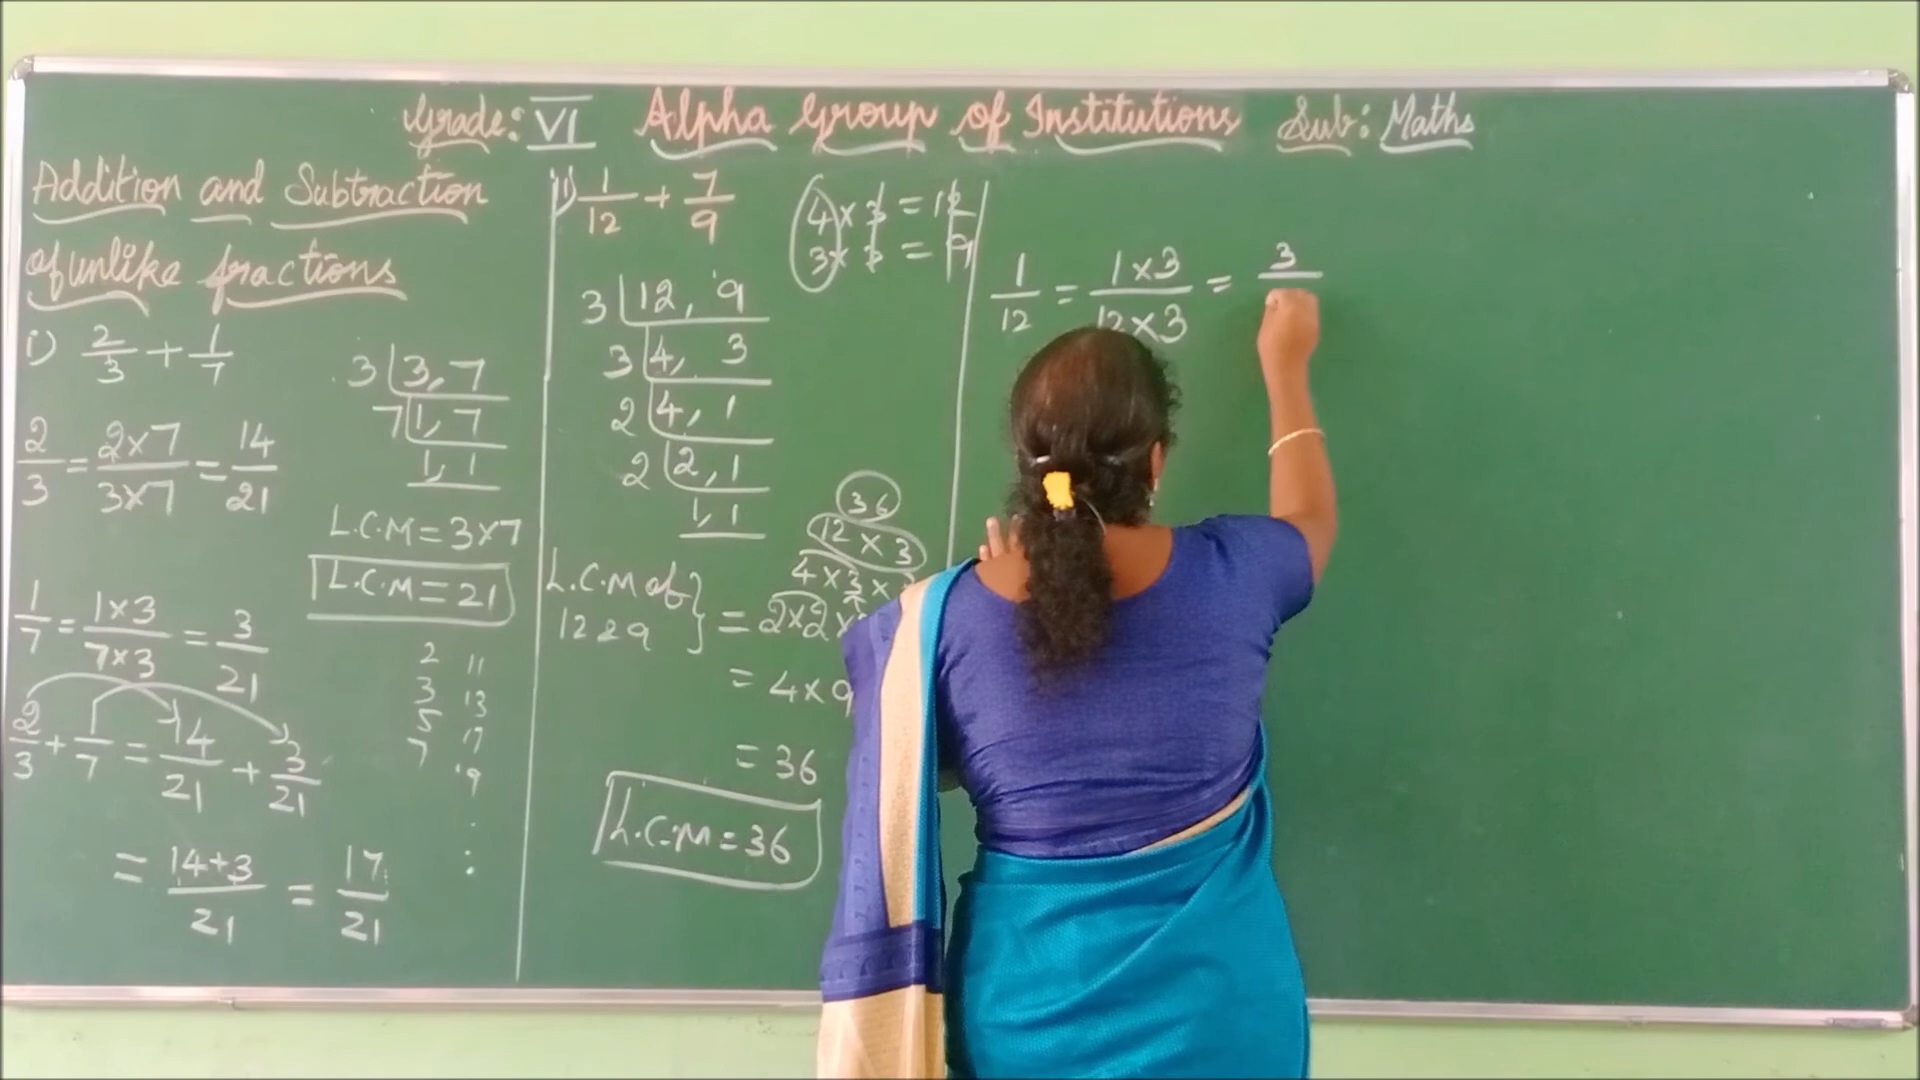 Grade: VI Alpha Group of Institutions Sub: Maths
Addition and Subtraction
of unlike fractions
i) 2/3 + 1/7
2/3 = 2×7/3×7 = 14/21
1/7 = 1×3/7×3 = 3/21
2/3 + 1/7 = 14/21 + 3/21
= 14+3/21 = 17/21
3 | 3, 7
7 | 1, 7
1, 1
L.C.M = 3×7
L.C.M = 21
2 11
3 13
5 17
7 19
ii) 1/12 + 7/9
3 | 12, 9
3 | 4, 3
2 | 4, 1
2 | 2, 1
1, 1
4 × 3 = 12
3 × 3 = 9
36
12 × 3
4 × 3 ×
L.C.M of
12 & 9 } = 2×2×
= 4×9
= 36
L.C.M = 36
1/12 = 1×3/12×3 = 3